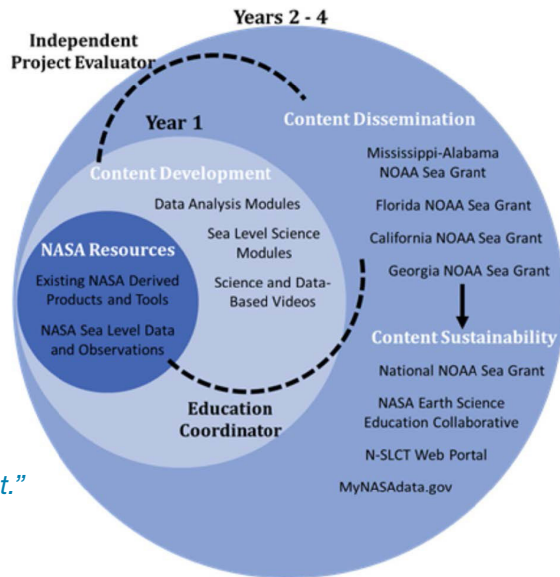 Years 2 - 4
Independent
Project Evaluator
Year 1
Content Dissemination
Mississippi-Alabama
NOAA Sea Grant
Florida NOAA Sea Grant
California NOAA Sea Grant
Georgia NOAA Sea Grant
Content Development
Data Analysis Modules
Sea Level Science
Modules
Science and Data-
Based Videos
NASA Resources
Existing NASA Derived
Products and Tools
NASA Sea Level Data
and Observations
Education
Coordinator
Content Sustainability
National NOAA Sea Grant
NASA Earth Science
Education Collaborative
N-SLCT Web Portal
MyNASAdata.gov
t.”